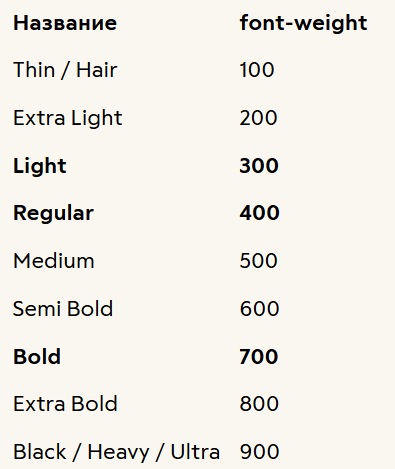 Название font-weight
Thin / Hair 100
Extra Light 200
Light 300
Regular 400
Medium 500
Semi Bold 600
Bold 700
Extra Bold 800
Black / Heavy / Ultra 900